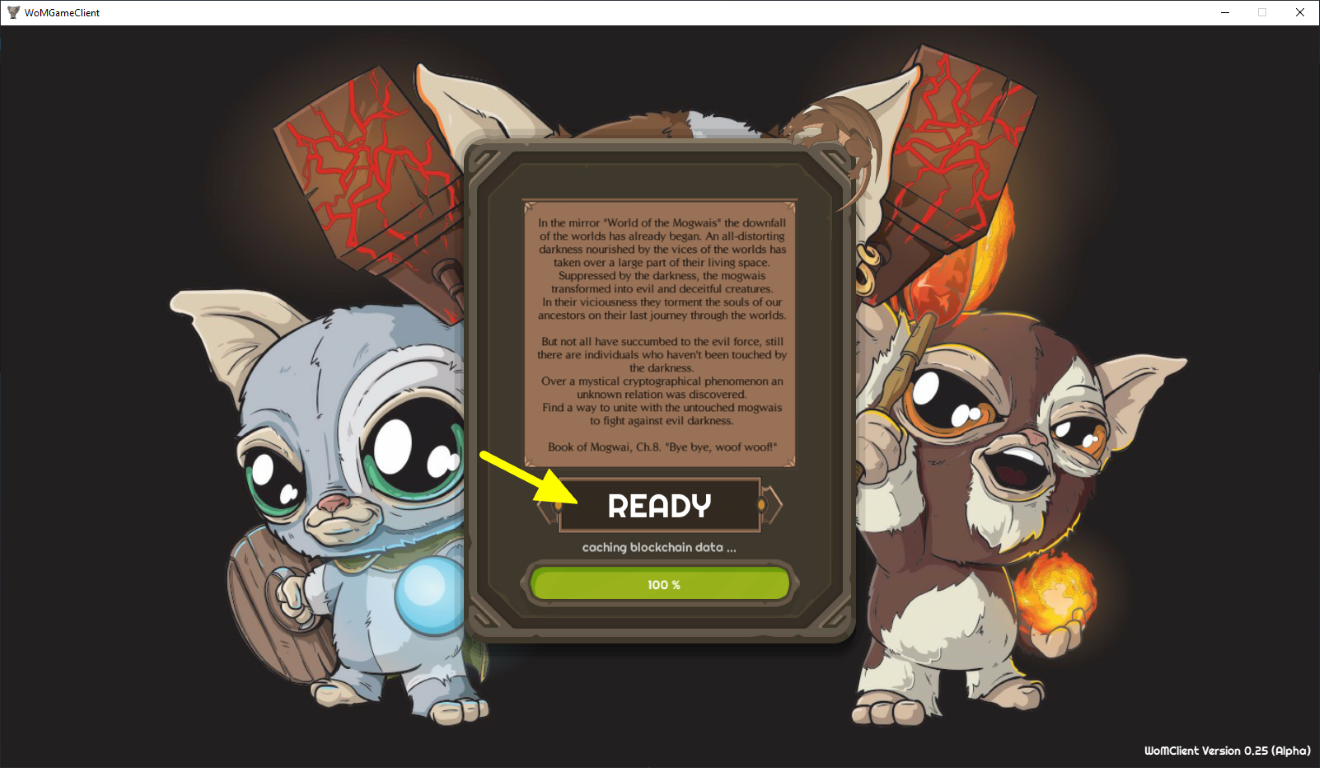 WoMGameClient
In the mirror "World of the Mogwais" the downfall
of the worlds has already began. An all-distorting
darkness nourished by the vices of the worlds has
taken over a large part of their living space.
Suppressed by the darkness, the mogwais
transformed into evil and deceitful creatures.
In their viciousness they torment the souls of our
ancestors on their last journey through the worlds.
But not all have succumbed to the evil force, still
there are individuals who haven't been touched by
the darkness.
Over a mystical cryptographical phenomenon an
unknown relation was discovered.
Find a way to unite with the untouched mogwais
to fight against evil darkness.
Book of Mogwai, Ch.8. "Bye bye, woof woof!"
READY
caching blockchain data ...
100 %
WoMClient Version 0.25 (Alpha)